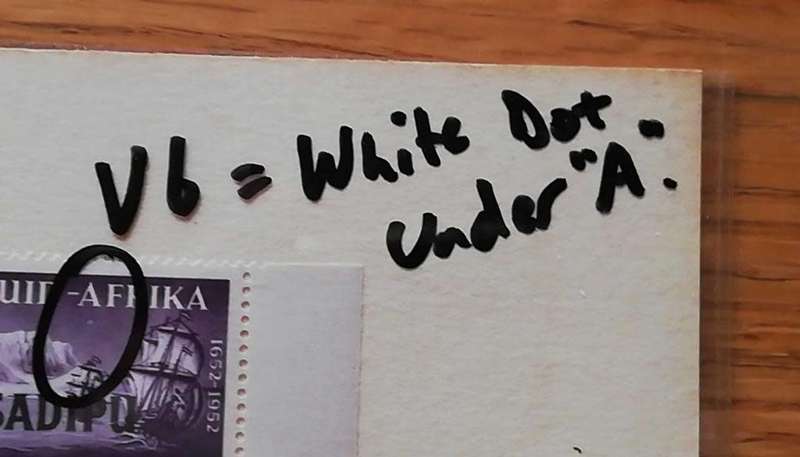 V6 = White Dot.
Under "A".
UID-AFRIKA
1652-1952
SADIPU